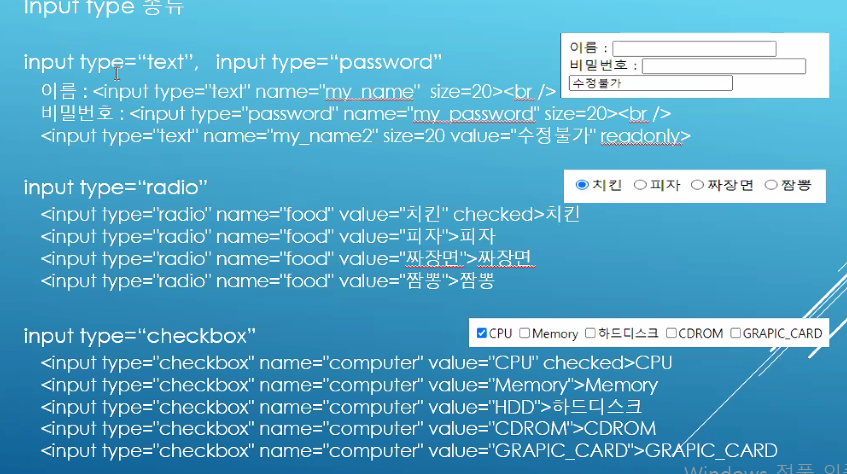 Input type 종류
input type=“text”, input type=“password”
이름 : <input type="text" name="my_name" size=20><br />
비밀번호 : <input type="password" name="my_password" size=20><br />
<input type="text" name="my_name2" size=20 value="수정불가" readonly>
이름 :
비밀번호 :
수정불가
input type=“radio”
<input type="radio" name="food" value="치킨" checked>치킨
<input type="radio" name="food" value="피자">피자
<input type="radio" name="food" value="짜장면">짜장면
<input type="radio" name="food" value="짬뽕">짬뽕
치킨 피자 짜장면 짬뽕
input type=“checkbox”
<input type="checkbox" name="computer" value="CPU" checked>CPU
<input type="checkbox" name="computer" value="Memory">Memory
<input type="checkbox" name="computer" value="HDD">하드디스크
<input type="checkbox" name="computer" value="CDROM">CDROM
<input type="checkbox" name="computer" value="GRAPIC_CARD">GRAPIC_CARD
CPU Memory 하드디스크 CDROM GRAPIC_CARD
Windows 정품